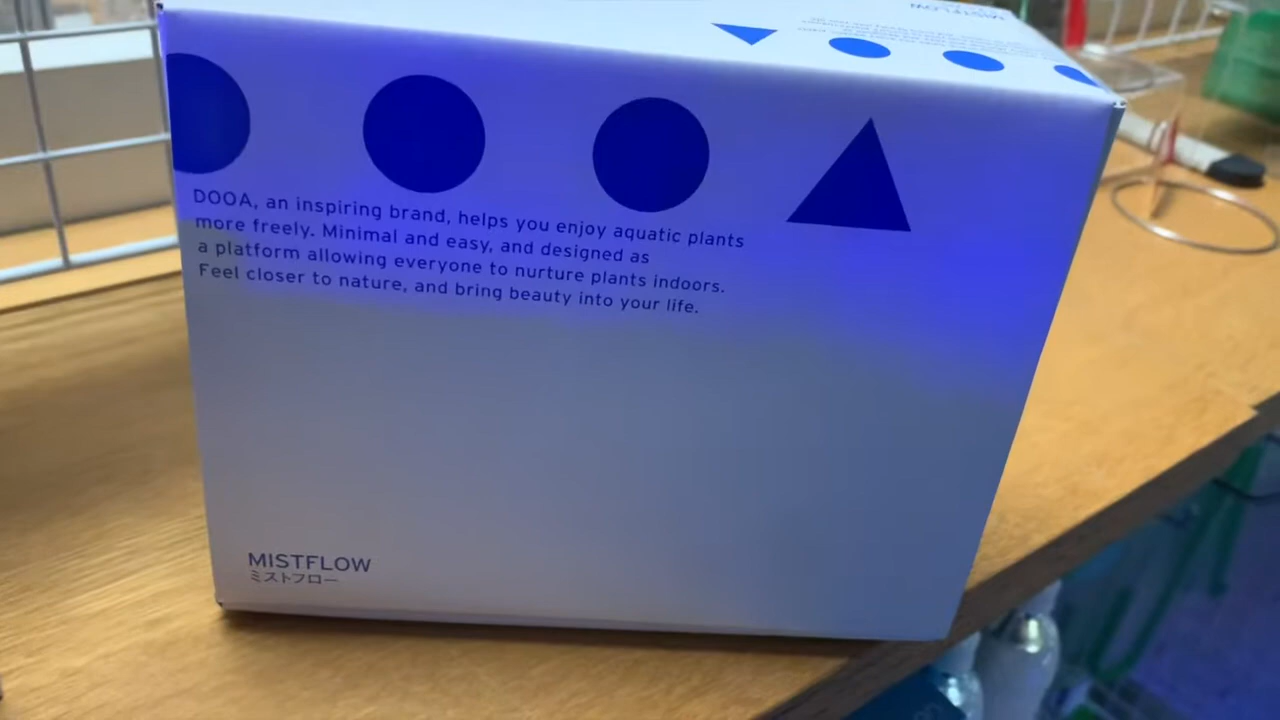 MISTFLOW
DOOA, an inspiring brand, helps you enjoy aquatic plants
more freely. Minimal and easy, and designed as
a platform allowing everyone to nurture plants indoors.
Feel closer to nature, and bring beauty into your life.
MISTFLOW
ミストフロー